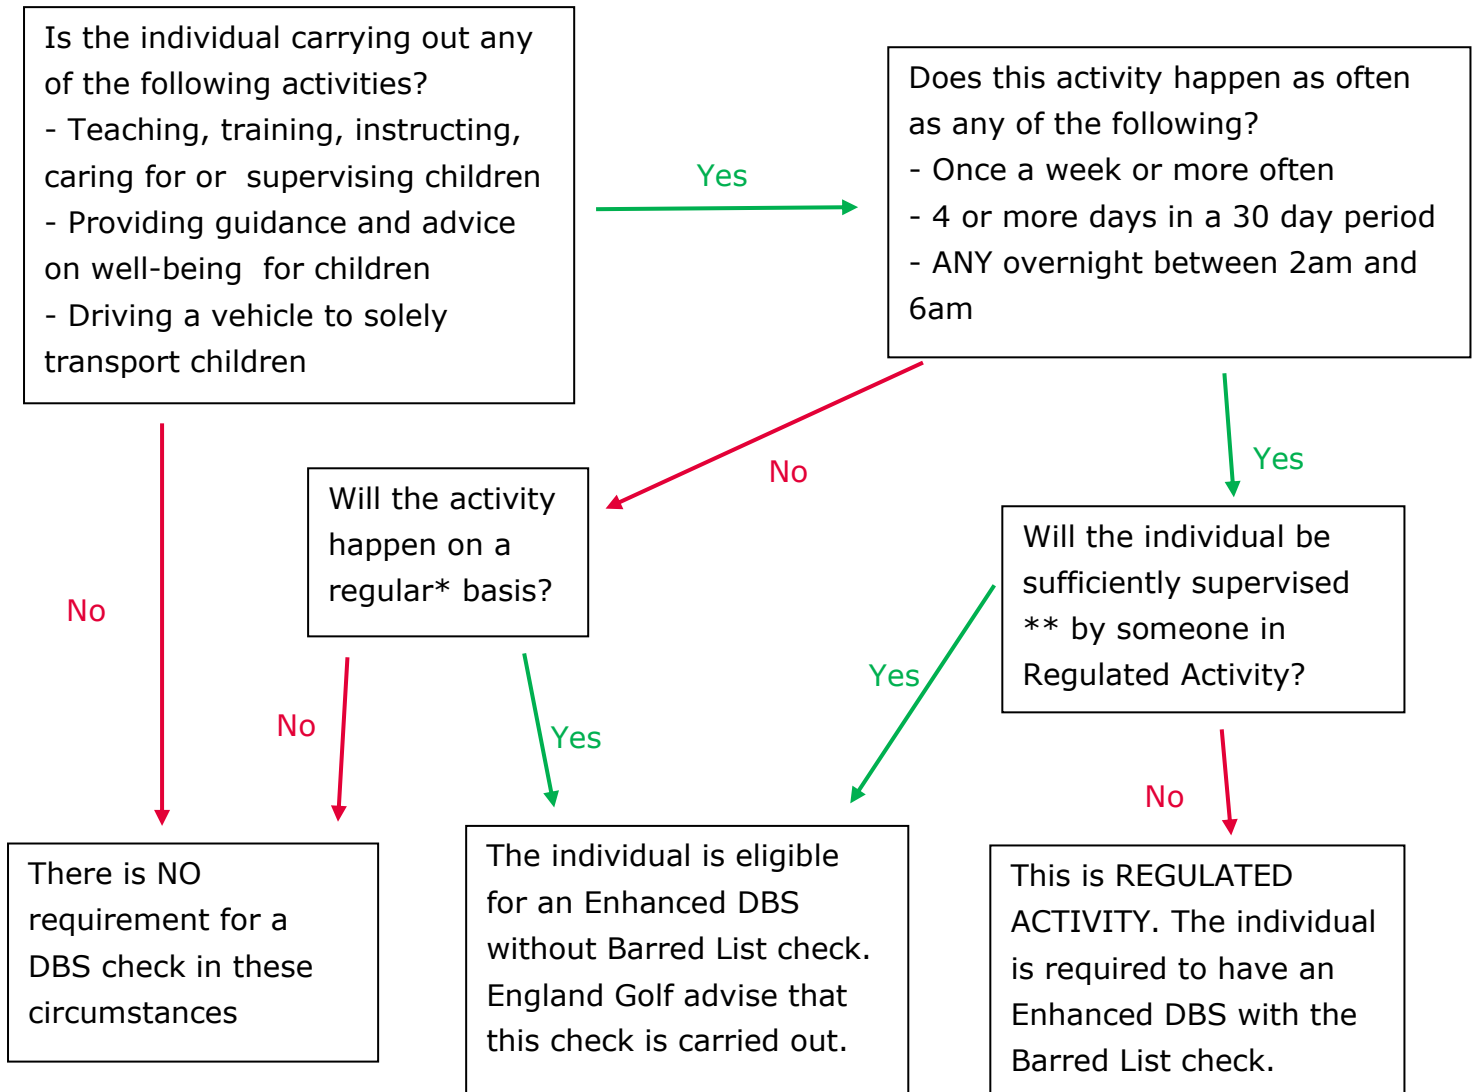 Is the individual carrying out any
of the following activities?
- Teaching, training, instructing,
caring for or  supervising children
- Providing guidance and advice
on well-being  for children
- Driving a vehicle to solely
transport children
Yes
Does this activity happen as often
as any of the following?
- Once a week or more often
- 4 or more days in a 30 day period
- ANY overnight between 2am and
6am
No
Will the activity
happen on a
regular* basis?
No
Yes
Will the individual be
sufficiently supervised
** by someone in
Regulated Activity?
No
Yes
Yes
No
There is NO
requirement for a
DBS check in these
circumstances
The individual is eligible
for an Enhanced DBS
without Barred List check.
England Golf advise that
this check is carried out.
This is REGULATED
ACTIVITY. The individual
is required to have an
Enhanced DBS with the
Barred List check.